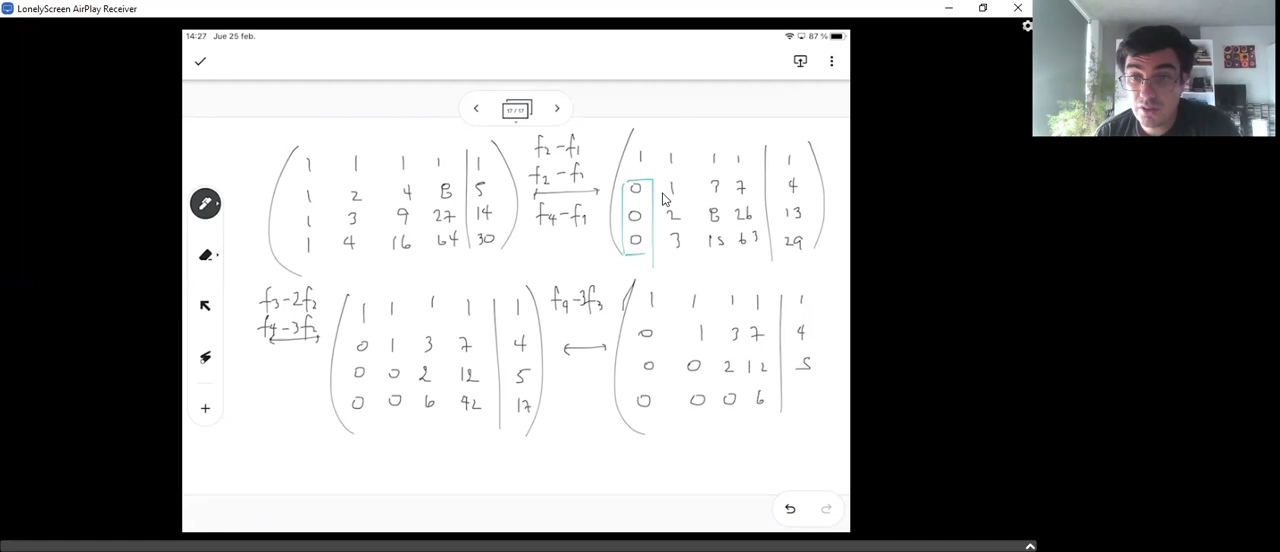 LonelyScreen AirPlay Receiver
14:27 Jue 25 feb.
87 %
17 / 17
1 1 1 1 | 1
1 2 4 8 | 5
1 3 9 27 | 14
1 4 16 64 | 30
f2 - f1
f2 - f1
f4 - f1
1 1 1 1 | 1
0 1 3 7 | 4
0 2 8 26 | 13
0 3 15 63 | 29
f3 - 2f2
f4 - 3f2
1 1 1 1 | 1
0 1 3 7 | 4
0 0 2 12 | 5
0 0 6 42 | 17
f4 - 3f3
1 1 1 1 | 1
0 1 3 7 | 4
0 0 2 12 | 5
0 0 0 6 |